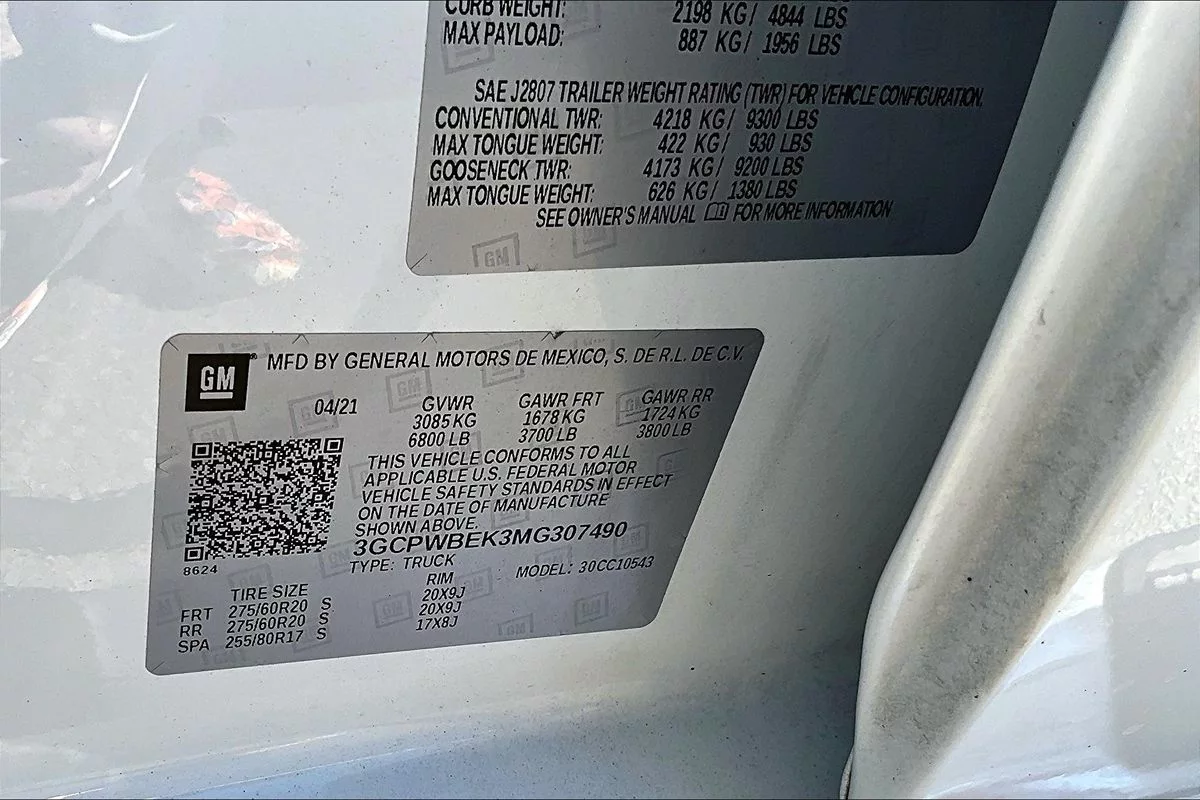 CURB WEIGHT: 2198 KG / 4844 LBS
MAX PAYLOAD: 887 KG / 1956 LBS
SAE J2807 TRAILER WEIGHT RATING (TWR) FOR VEHICLE CONFIGURATION.
CONVENTIONAL TWR: 4218 KG / 9300 LBS
MAX TONGUE WEIGHT: 422 KG / 930 LBS
GOOSENECK TWR: 4173 KG / 9200 LBS
MAX TONGUE WEIGHT: 626 KG / 1380 LBS
SEE OWNER'S MANUAL FOR MORE INFORMATION
GM
GM® MFD BY GENERAL MOTORS DE MEXICO, S. DE R.L. DE C.V.
04/21 GVWR GAWR FRT GAWR RR
3085 KG 1678 KG 1724 KG
6800 LB 3700 LB 3800 LB
THIS VEHICLE CONFORMS TO ALL
APPLICABLE U.S. FEDERAL MOTOR
VEHICLE SAFETY STANDARDS IN EFFECT
ON THE DATE OF MANUFACTURE
SHOWN ABOVE.
3GCPWBEK3MG307490
8624 TYPE: TRUCK MODEL: 30CC10543
TIRE SIZE RIM
FRT 275/60R20 S 20X9J
RR 275/60R20 S 20X9J
SPA 255/80R17 S 17X8J